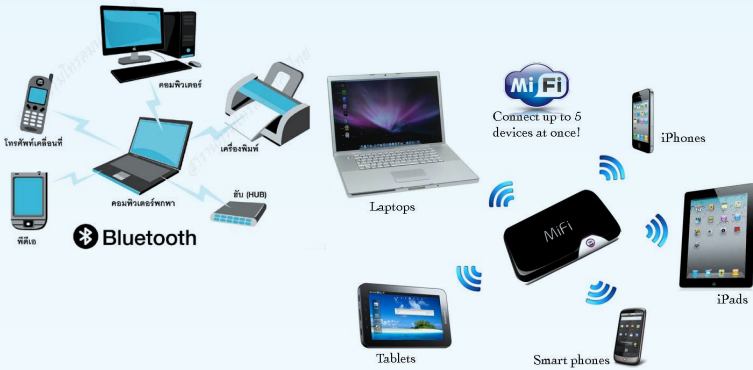 คอมพิวเตอร์
โทรศัพท์เคลื่อนที่
เครื่องพิมพ์
คอมพิวเตอร์พกพา
ฮับ (HUB)
พีดีเอ
Bluetooth
MiFi
Connect up to 5
devices at once!
iPhones
Laptops
MiFi
iPads
Tablets
Smart phones